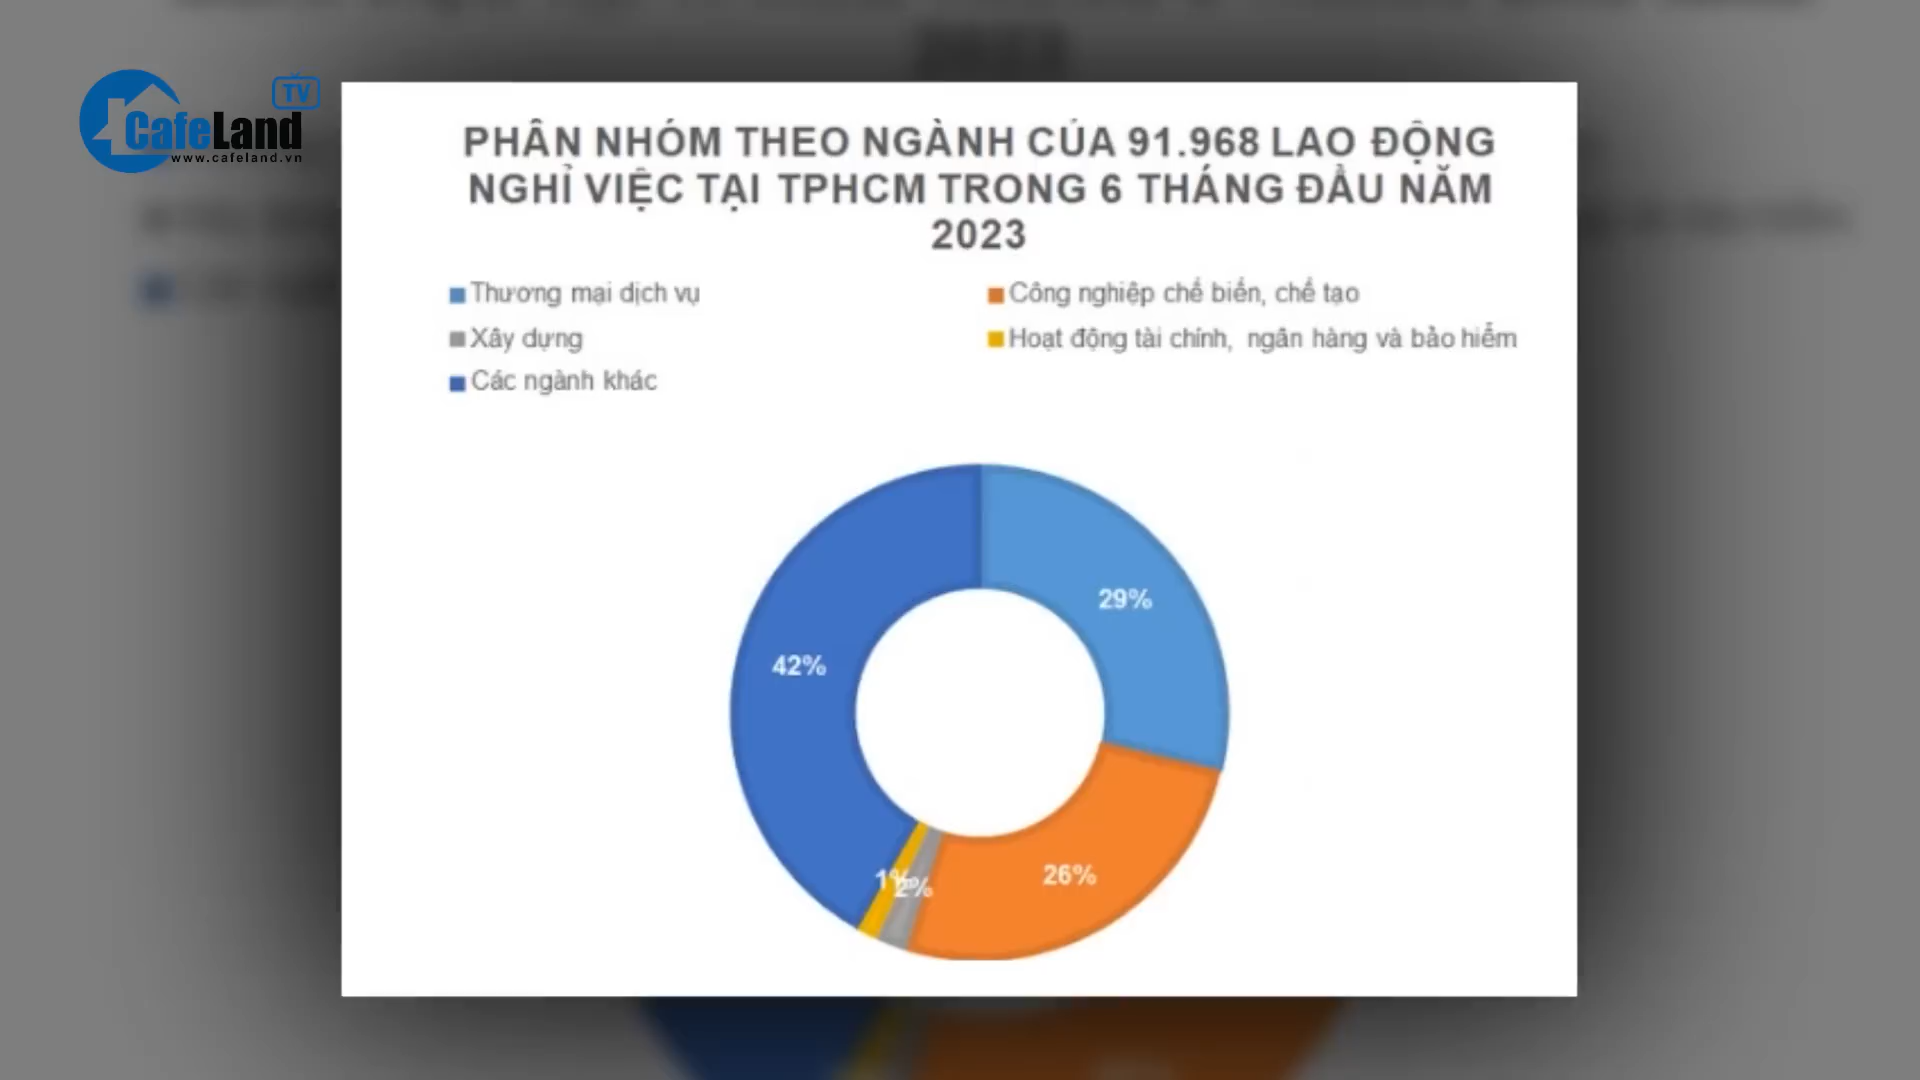 TV
CafeLand
www.cafeland.vn
PHÂN NHÓM THEO NGÀNH CỦA 91.968 LAO ĐỘNG
NGHỈ VIỆC TẠI TPHCM TRONG 6 THÁNG ĐẦU NĂM
2023
Thương mại dịch vụ
Công nghiệp chế biến, chế tạo
Xây dựng
Hoạt động tài chính, ngân hàng và bảo hiểm
Các ngành khác
29%
42%
26%
1%
2%